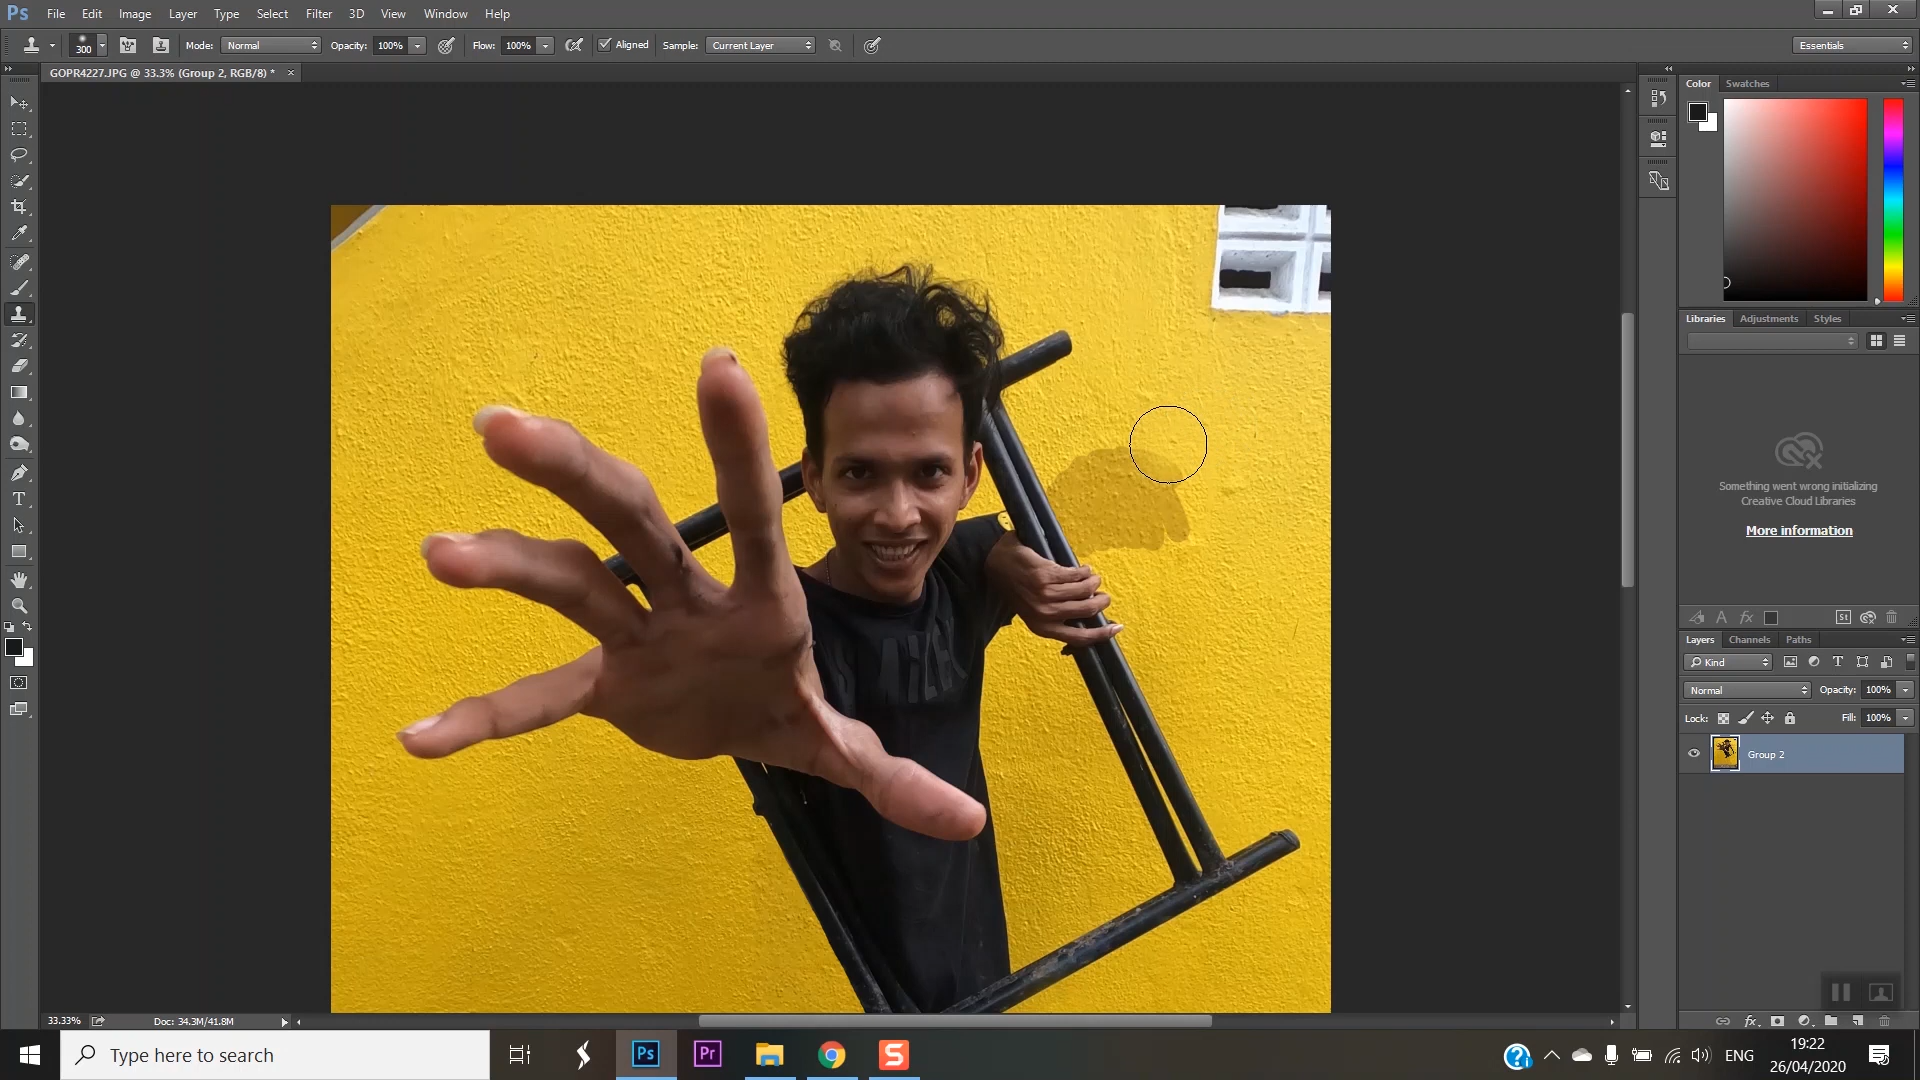 Ps File Edit Image Layer Type Select Filter 3D View Window Help
300 Mode: Normal Opacity: 100% Flow: 100% Aligned Sample: Current Layer Essentials
GOPR4227.JPG @ 33.3% (Group 2, RGB/8) *
Color Swatches
Libraries Adjustments Styles
Something went wrong initializing
Creative Cloud Libraries
More information
St
Layers Channels Paths
Kind
Normal Opacity: 100%
Lock: Fill: 100%
Group 2
33.33% Doc: 34.3M/41.8M
Type here to search
Ps Pr S
ENG
19:22
26/04/2020